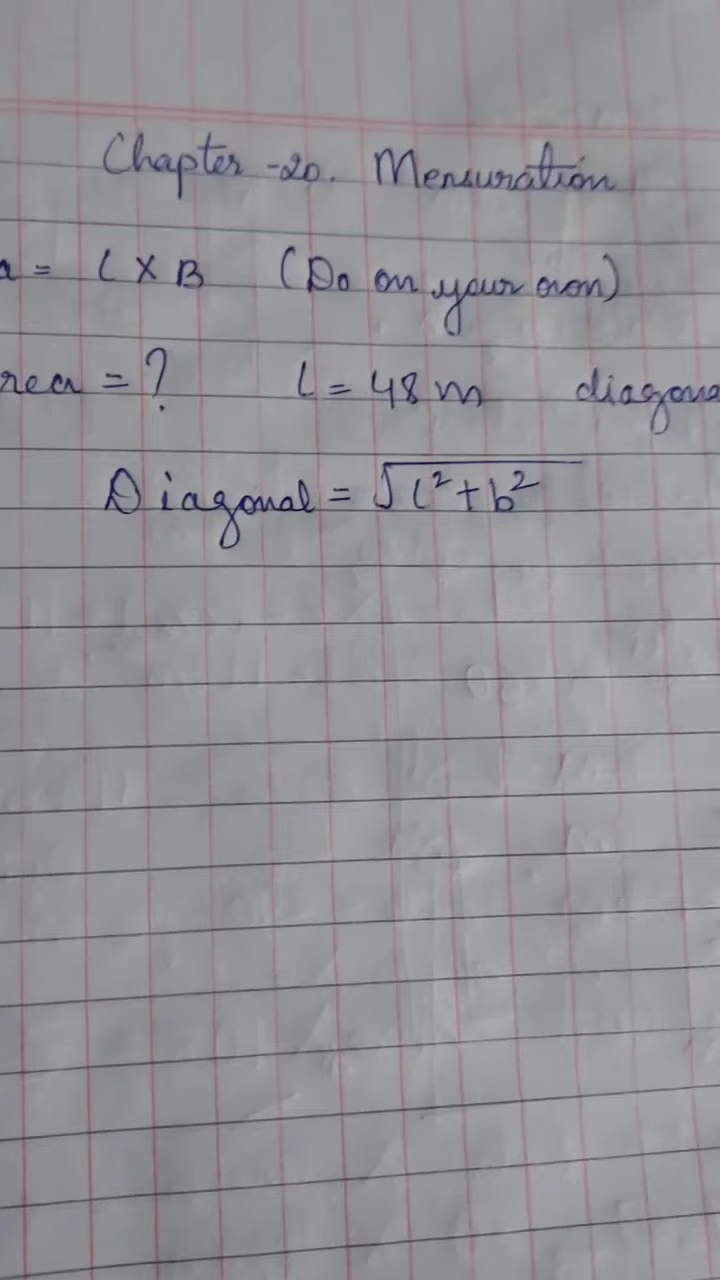 Chapter -20. Mensuration
a = l X B (Do on your own)
rea = ? l = 48 m diagona
Diagonal = √l²+b²